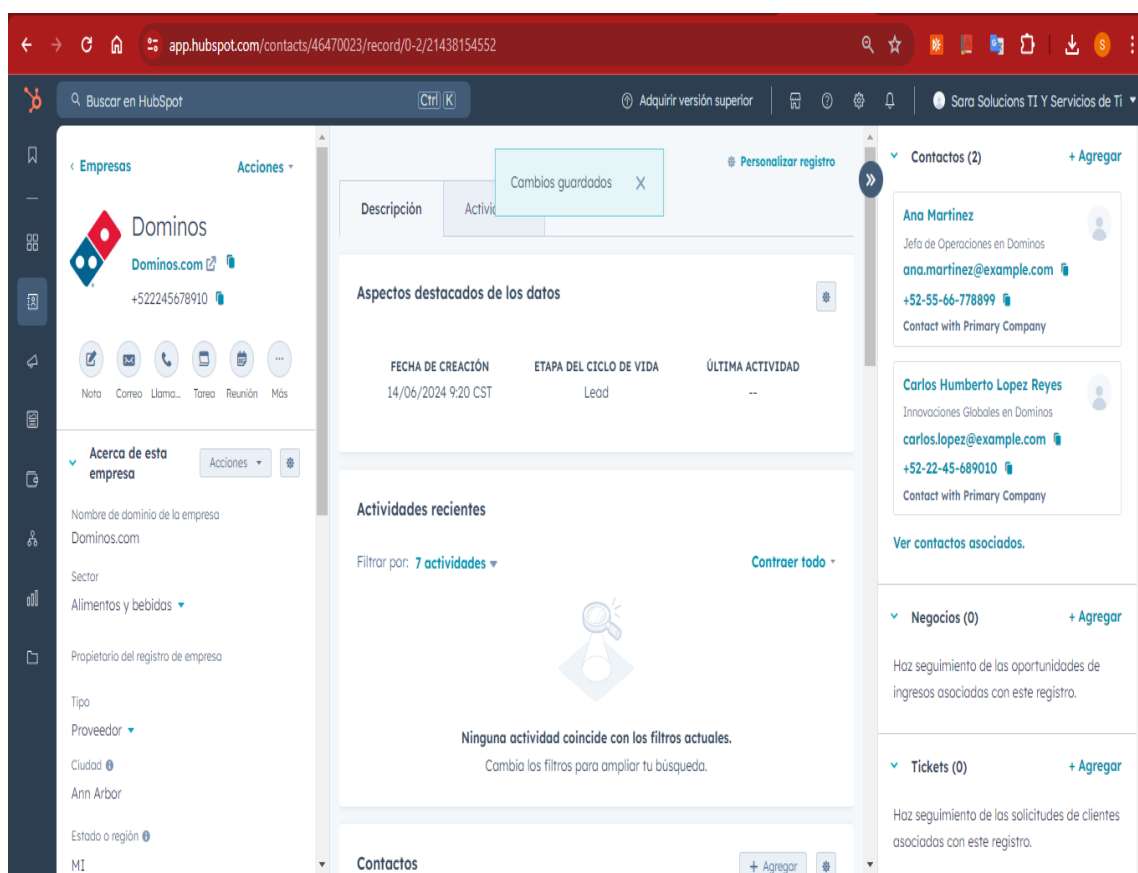 app.hubspot.com/contacts/46470023/record/0-2/21438154552
S
Buscar en HubSpot
Ctrl K
Adquirir versión superior
Sara Solucions TI Y Servicios de Ti
Empresas
Acciones
Dominos
Dominos.com
+522245678910
Nota Correo Llama... Tarea Reunión Más
Acerca de esta empresa
Acciones
Nombre de dominio de la empresa
Dominos.com
Sector
Alimentos y bebidas
Propietario del registro de empresa
Tipo
Proveedor
Ciudad
Ann Arbor
Estado o región
MI
Personalizar registro
Cambios guardados X
Descripción
Aspectos destacados de los datos
FECHA DE CREACIÓN ETAPA DEL CICLO DE VIDA ÚLTIMA ACTIVIDAD
14/06/2024 9:20 CST Lead --
Actividades recientes
Filtrar por: 7 actividades
Contraer todo
Ninguna actividad coincide con los filtros actuales.
Cambia los filtros para ampliar tu búsqueda.
Contactos
+ Agregar
Contactos (2)
+ Agregar
Ana Martinez
Jefa de Operaciones en Dominos
ana.martinez@example.com
+52-55-66-778899
Contact with Primary Company
Carlos Humberto Lopez Reyes
Innovaciones Globales en Dominos
carlos.lopez@example.com
+52-22-45-689010
Contact with Primary Company
Ver contactos asociados.
Negocios (0)
+ Agregar
Haz seguimiento de las oportunidades de
ingresos asociadas con este registro.
Tickets (0)
+ Agregar
Haz seguimiento de las solicitudes de clientes
asociadas con este registro.